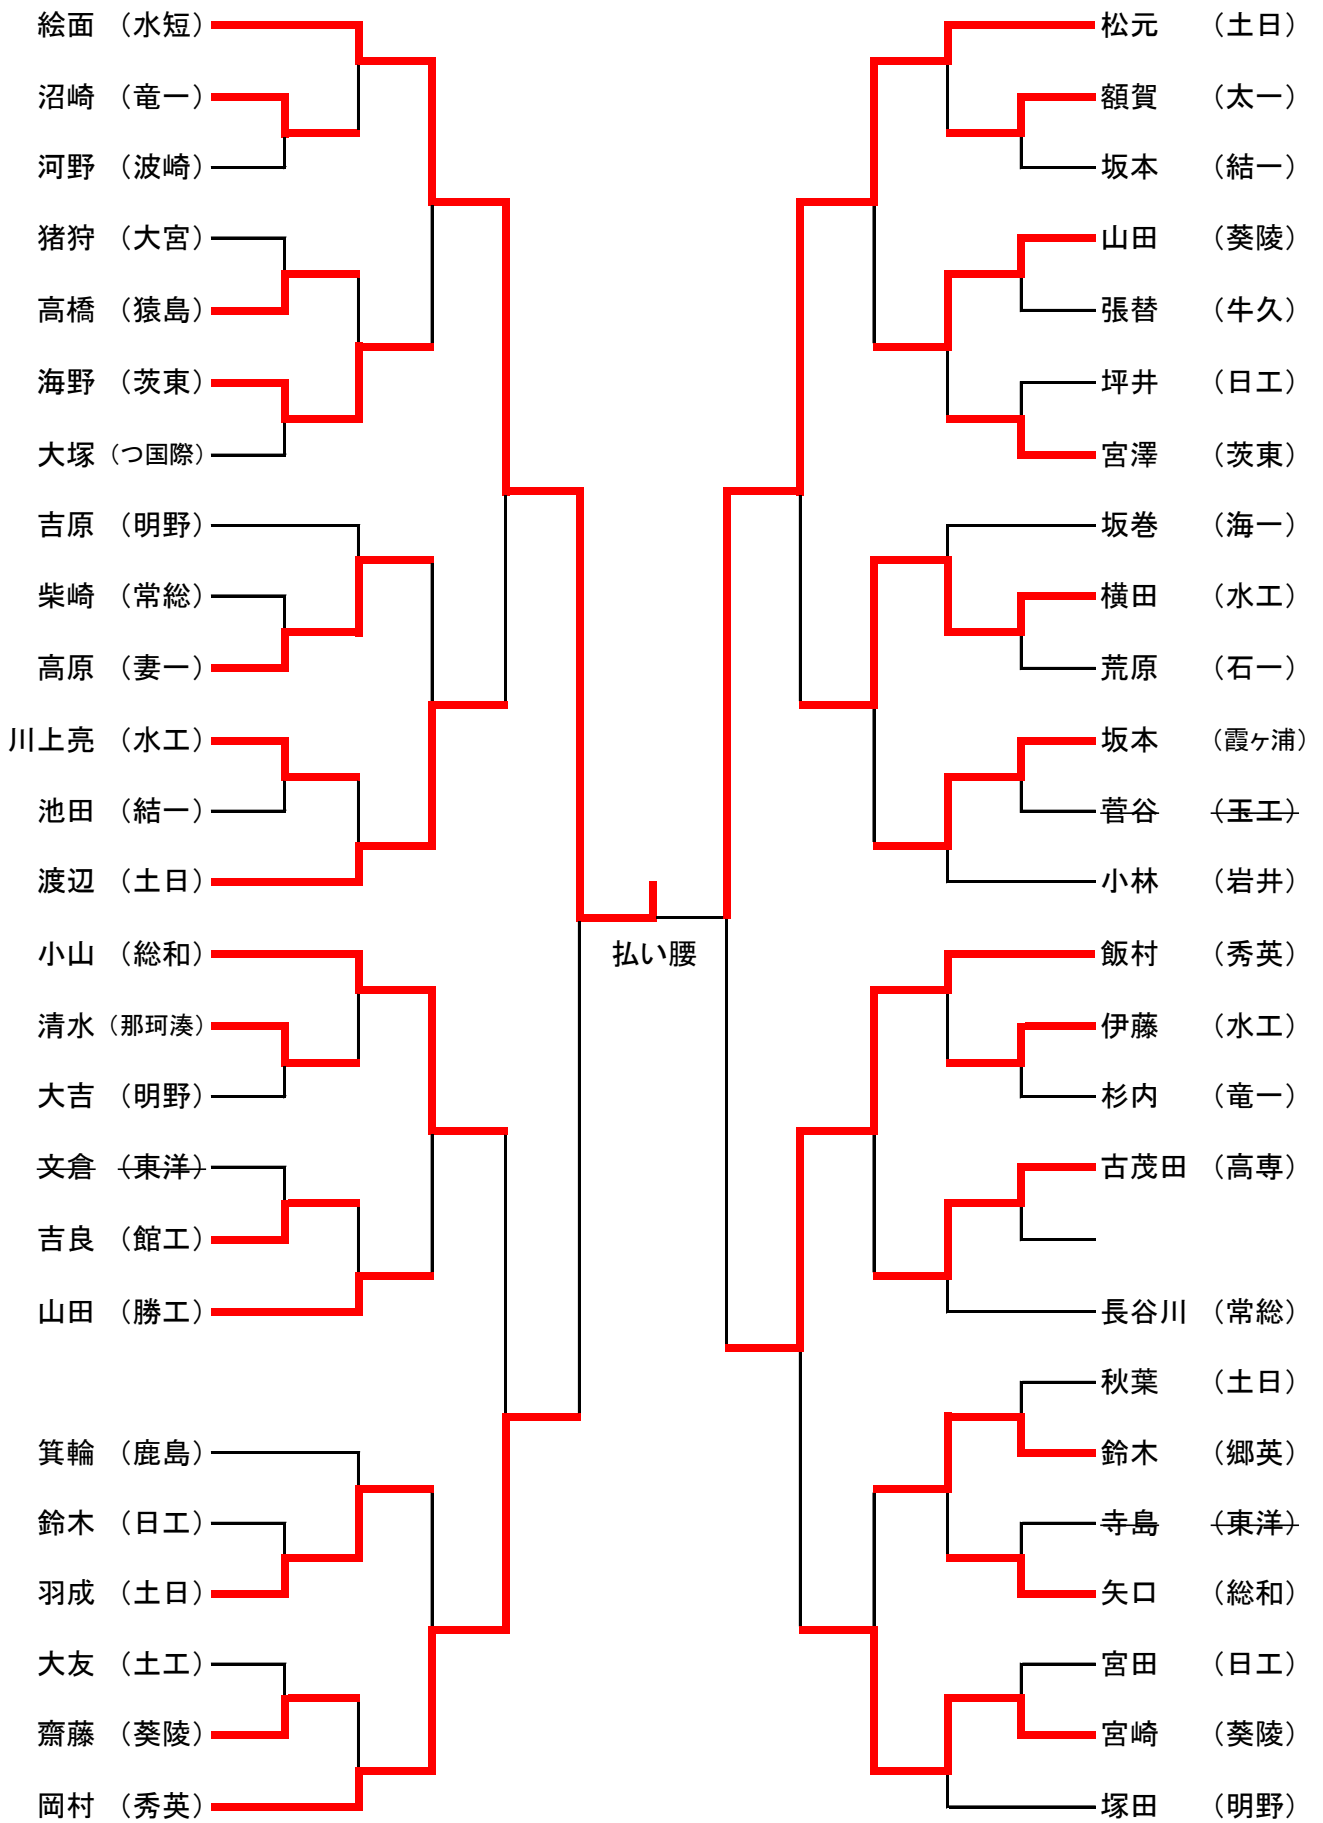 絵面 （水短）
沼崎 （竜一）
河野 （波崎）
猪狩 （大宮）
高橋 （猿島）
海野 （茨東）
大塚 （つ国際）
吉原 （明野）
柴崎 （常総）
高原 （妻一）
川上亮 （水工）
池田 （結一）
渡辺 （土日）
小山 （総和）
清水 （那珂湊）
大吉 （明野）
文倉 （東洋）
吉良 （館工）
山田 （勝工）
箕輪 （鹿島）
鈴木 （日工）
羽成 （土日）
大友 （土工）
齋藤 （葵陵）
岡村 （秀英）
払い腰
松元 （土日）
額賀 （太一）
坂本 （結一）
山田 （葵陵）
張替 （牛久）
坪井 （日工）
宮澤 （茨東）
坂巻 （海一）
横田 （水工）
荒原 （石一）
坂本 （霞ヶ浦）
菅谷 （玉工）
小林 （岩井）
飯村 （秀英）
伊藤 （水工）
杉内 （竜一）
古茂田 （高専）
長谷川 （常総）
秋葉 （土日）
鈴木 （郷英）
寺島 （東洋）
矢口 （総和）
宮田 （日工）
宮崎 （葵陵）
塚田 （明野）